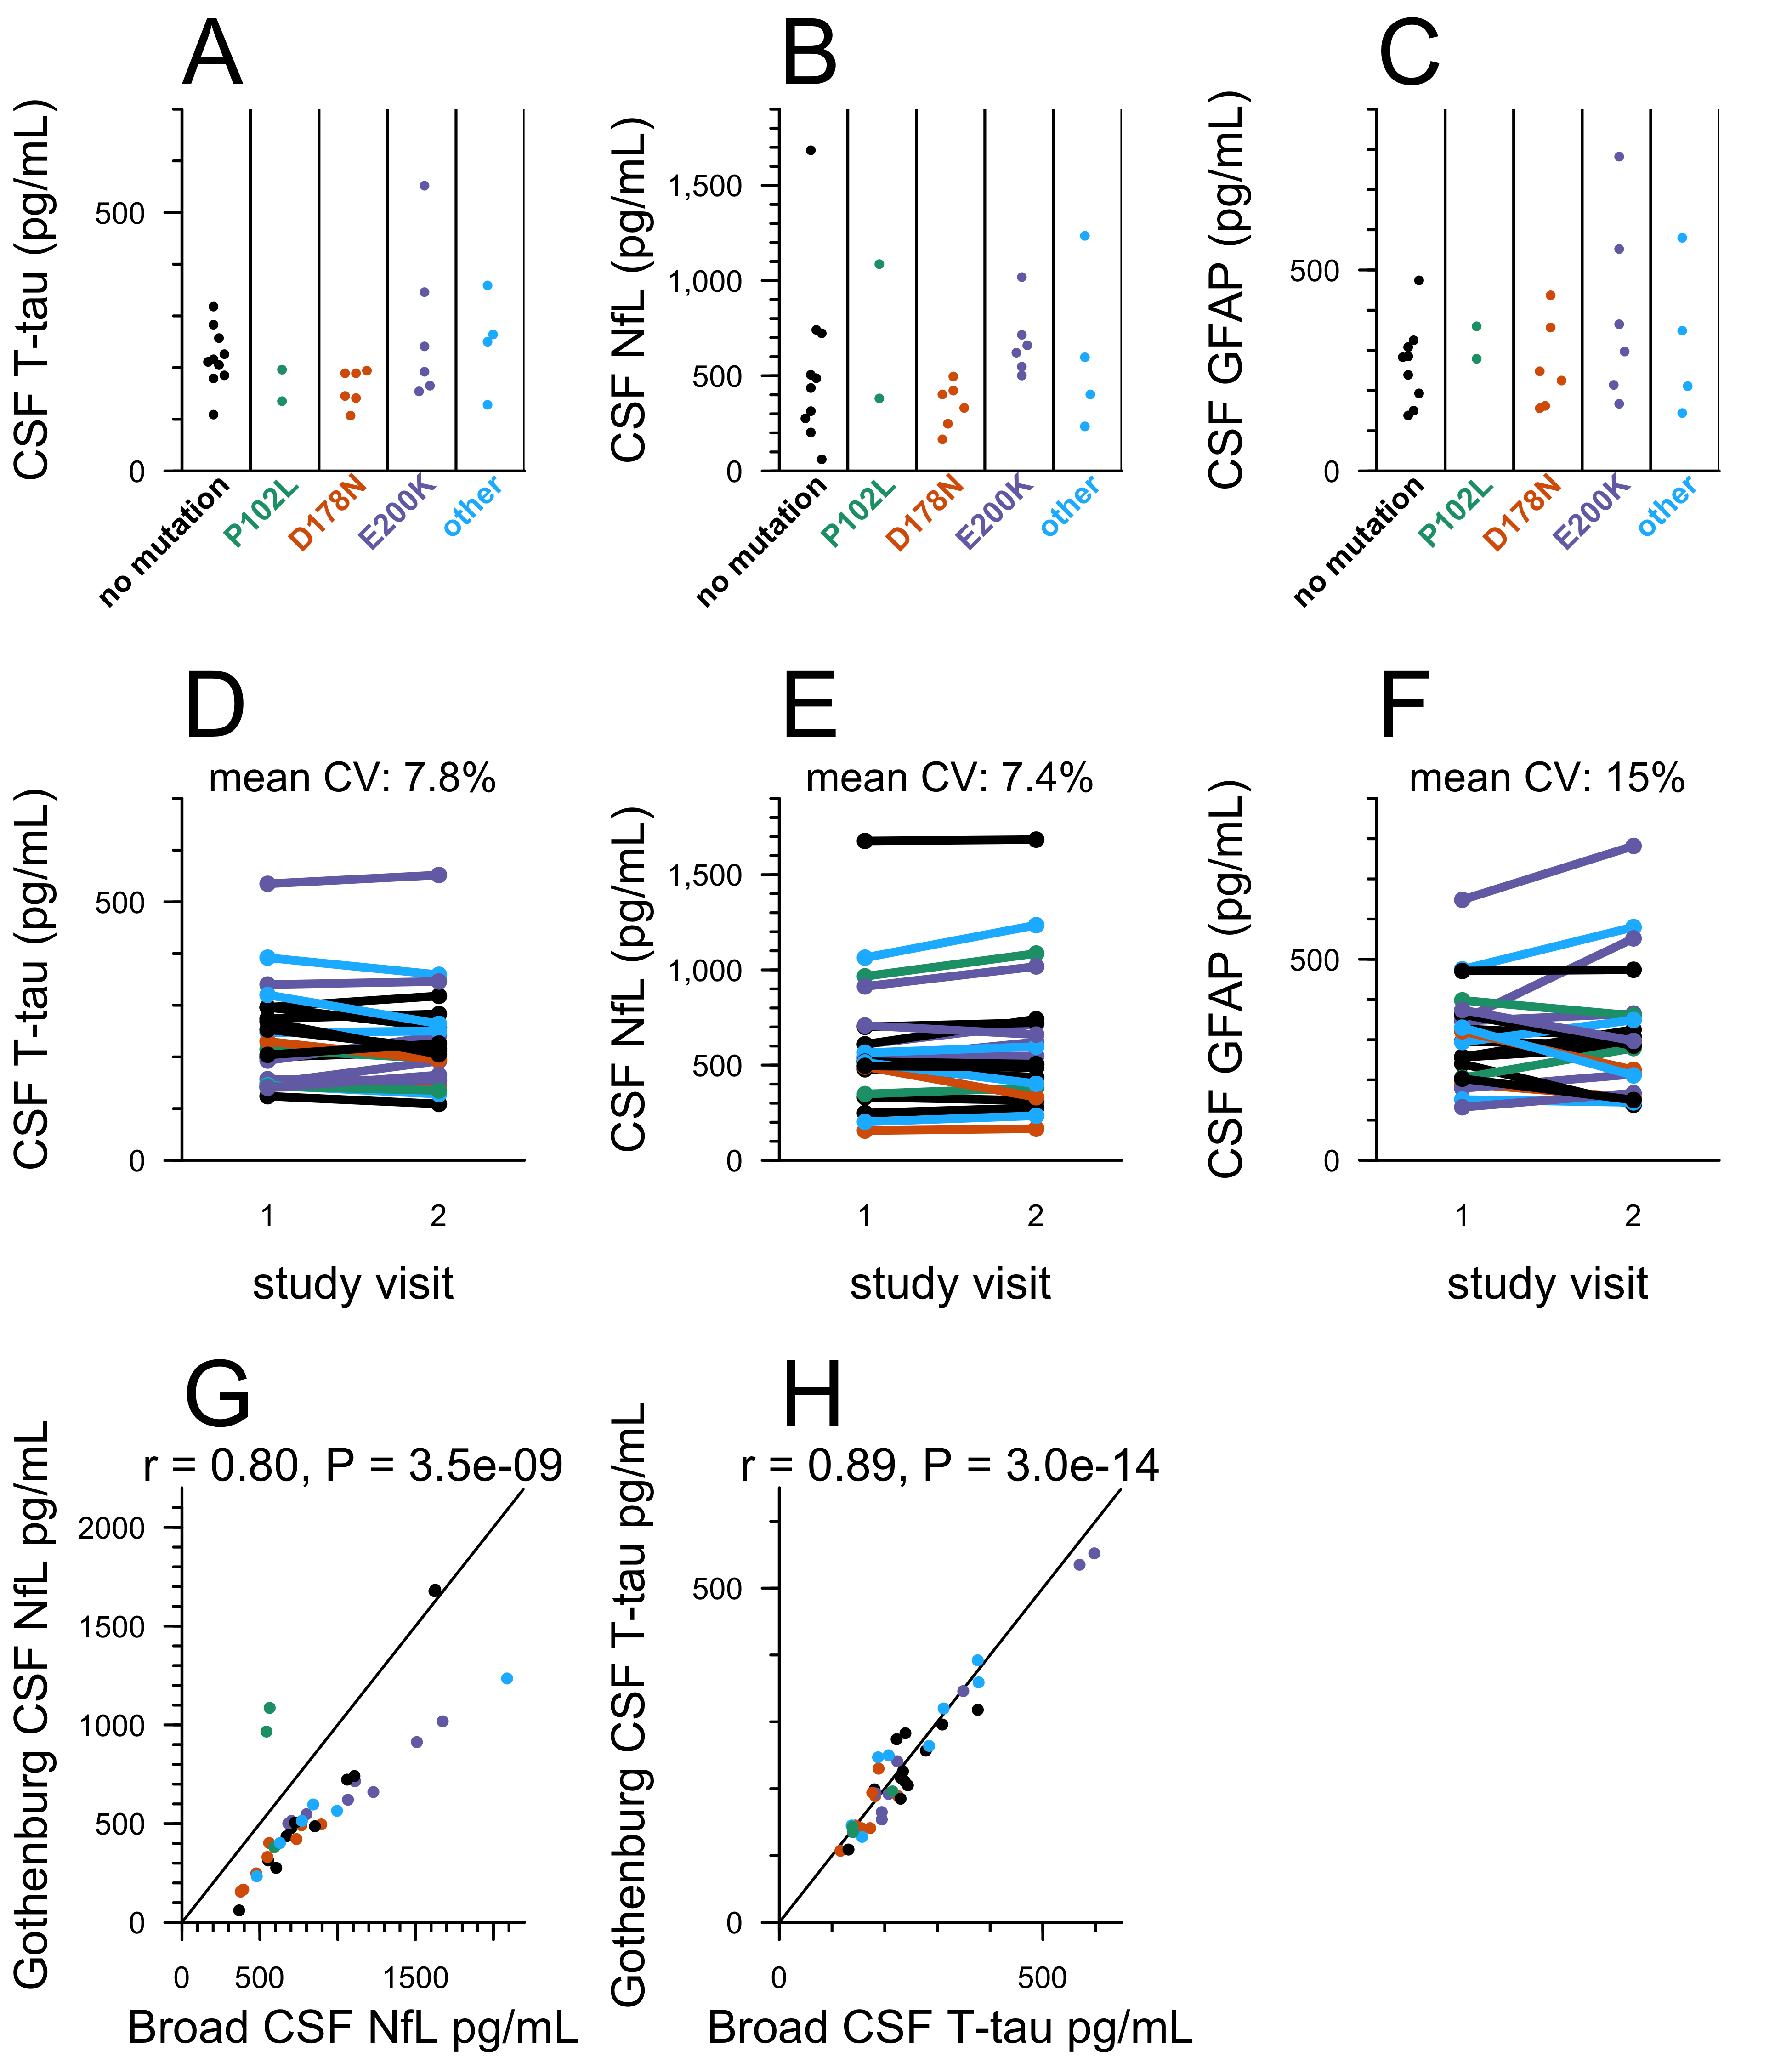 A
CSF T-tau (pg/mL)
500
0
no mutation
P102L
D178N
E200K
other
B
CSF NfL (pg/mL)
1,500
1,000
500
0
no mutation
P102L
D178N
E200K
other
C
CSF GFAP (pg/mL)
500
0
no mutation
P102L
D178N
E200K
other
D
mean CV: 7.8%
CSF T-tau (pg/mL)
500
0
1
2
study visit
E
mean CV: 7.4%
CSF NfL (pg/mL)
1,500
1,000
500
0
1
2
study visit
F
mean CV: 15%
CSF GFAP (pg/mL)
500
0
1
2
study visit
G
r = 0.80, P = 3.5e-09
Gothenburg CSF NfL pg/mL
2000
1500
1000
500
0
0
500
1500
Broad CSF NfL pg/mL
H
r = 0.89, P = 3.0e-14
Gothenburg CSF T-tau pg/mL
500
0
0
500
Broad CSF T-tau pg/mL